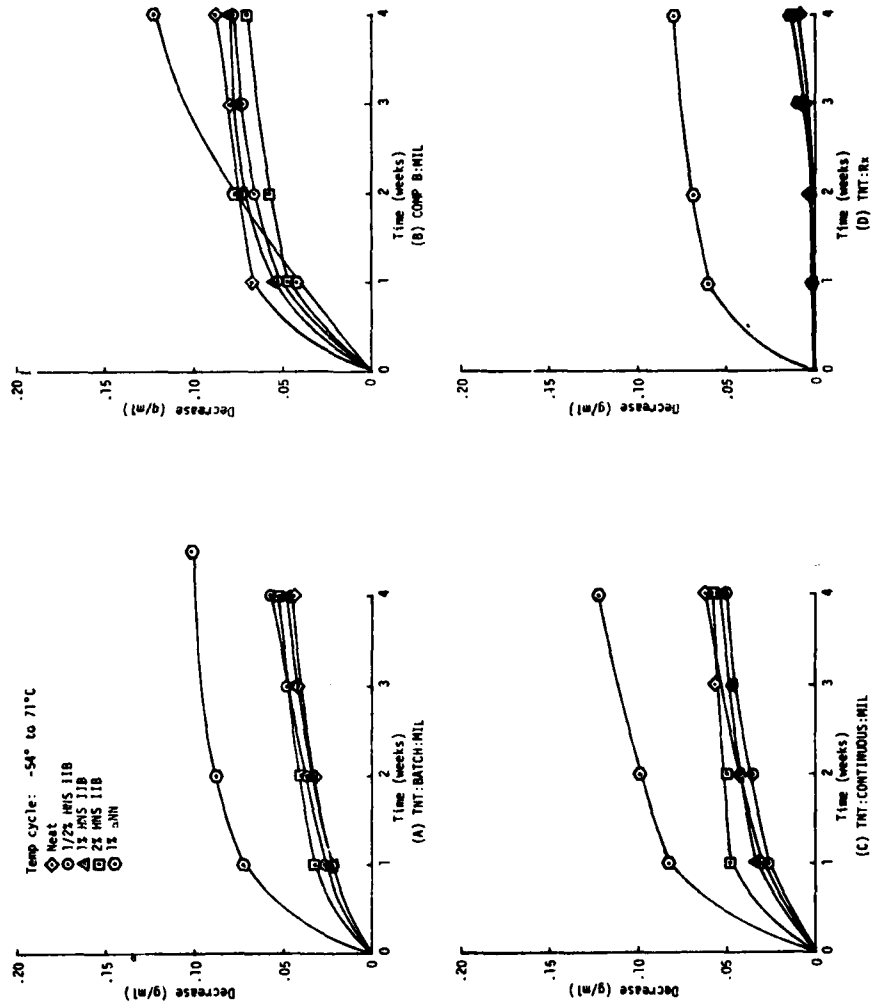 Temp cycle: -54° to 71°C
Neat
1/2% HNS IIB
1% HNS IIB
2% HNS IIB
1%
.20
.15
.10
.05
0
Decrease (g/ml)
0 1 2 3 4
Time (weeks)
(A) TNT:BATCH:MIL
.20
.15
.10
.05
0
Decrease (g/ml)
0 1 2 3 4
Time (weeks)
(B) COMP B:MIL
.20
.15
.10
.05
0
Decrease (g/ml)
0 1 2 3 4
Time (weeks)
(C) TNT:CONTINUOUS:MIL
.20
.15
.10
.05
0
Decrease (g/ml)
0 1 2 3 4
Time (weeks)
(D) TNT:Rx